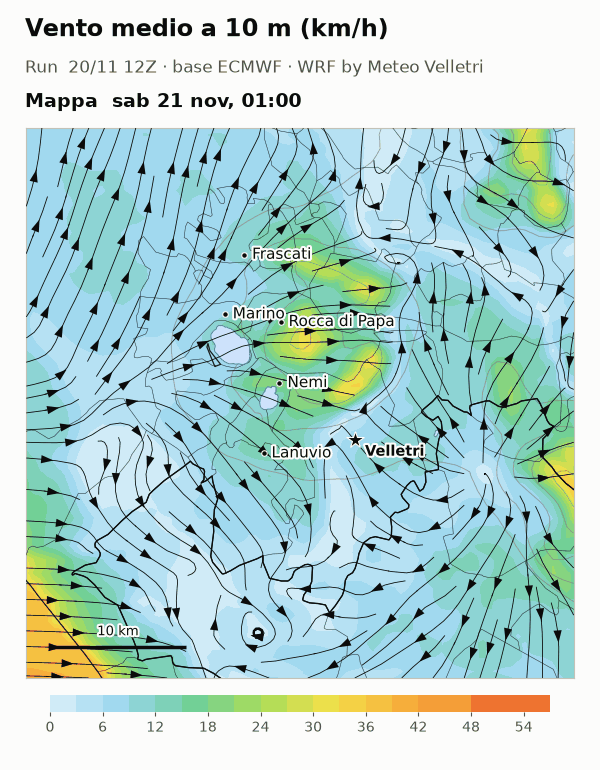 Vento medio a 10 m (km/h)
Run  20/11 12Z · base ECMWF · WRF by Meteo Velletri
Mappa  sab 21 nov, 01:00
Frascati
Marino
Rocca di Papa
Nemi
Lanuvio
Velletri
10 km
0 6 12 18 24 30 36 42 48 54